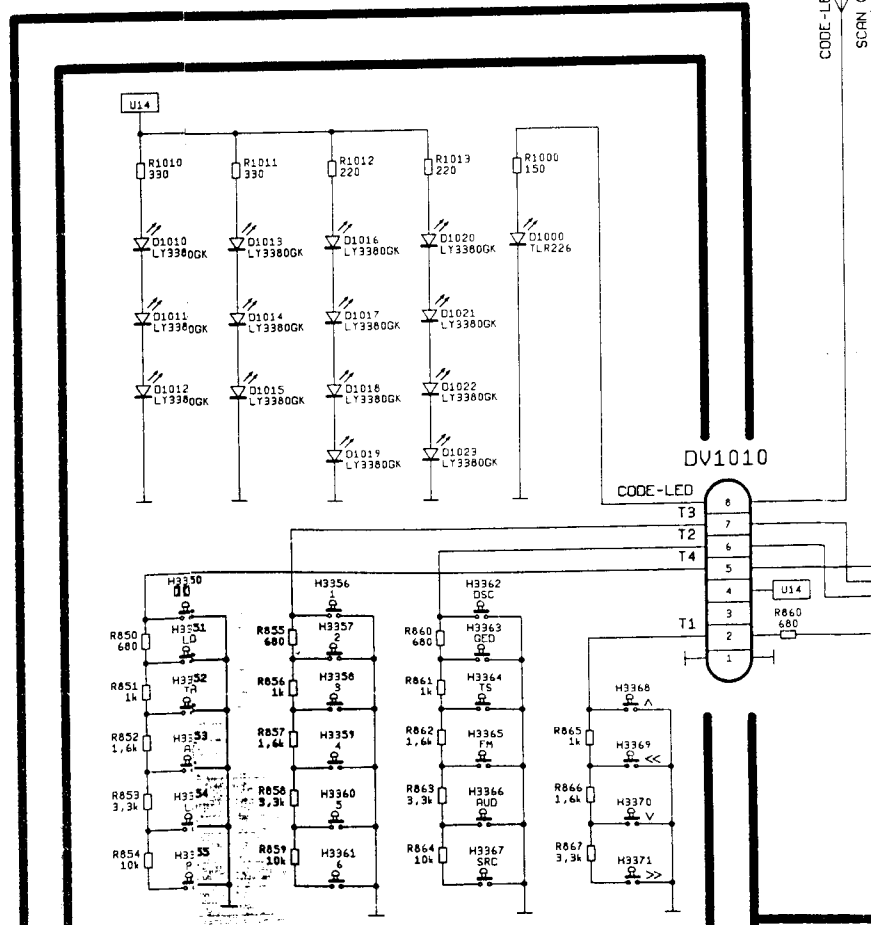 CODE-LE
SCAN
U14
R1010
330
R1011
330
R1012
220
R1013
220
R1000
150
D1010
LY3380GK
D1013
LY3380GK
D1016
LY3380GK
D1020
LY3380GK
D1000
TLR226
D1011
LY3380GK
D1014
LY3380GK
D1017
LY3380GK
D1021
LY3380GK
D1012
LY3380GK
D1015
LY3380GK
D1018
LY3380GK
D1022
LY3380GK
D1019
LY3380GK
D1023
LY3380GK
DV1010
CODE-LED
T3
T2
T4
T1
8
7
6
5
4
3
2
1
U14
R860
680
H3350
H3356
1
H3362
DSC
R850
680
H3351
LD
R855
680
H3357
2
R860
680
H3363
GEO
R851
1k
H3352
TA
R856
1k
H3358
3
R861
1k
H3364
TS
H3368
^
R852
1,6k
H3353
A
R857
1,6k
H3359
4
R862
1,6k
H3365
FM
R865
1k
H3369
<<
R853
3,3k
H3354
L
R858
3,3k
H3360
5
R863
3,3k
H3366
AUD
R866
1,6k
H3370
v
R854
10k
H3355
P
R859
10k
H3361
6
R864
10k
H3367
SRC
R867
3,3k
H3371
>>